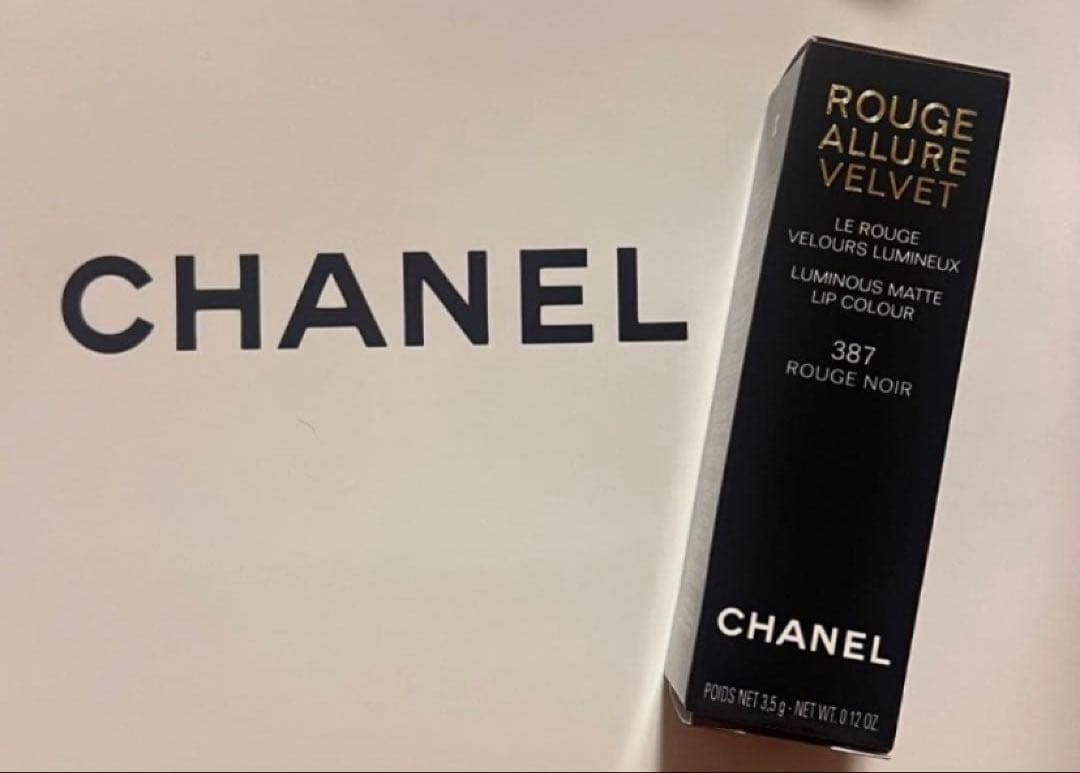 CHANEL
ROUGE
ALLURE
VELVET
LE ROUGE
VELOURS LUMINEUX
LUMINOUS MATTE
LIP COLOUR
387
ROUGE NOIR
CHANEL
POIDS NET 3,5 g - NET WT. 0.12 OZ.